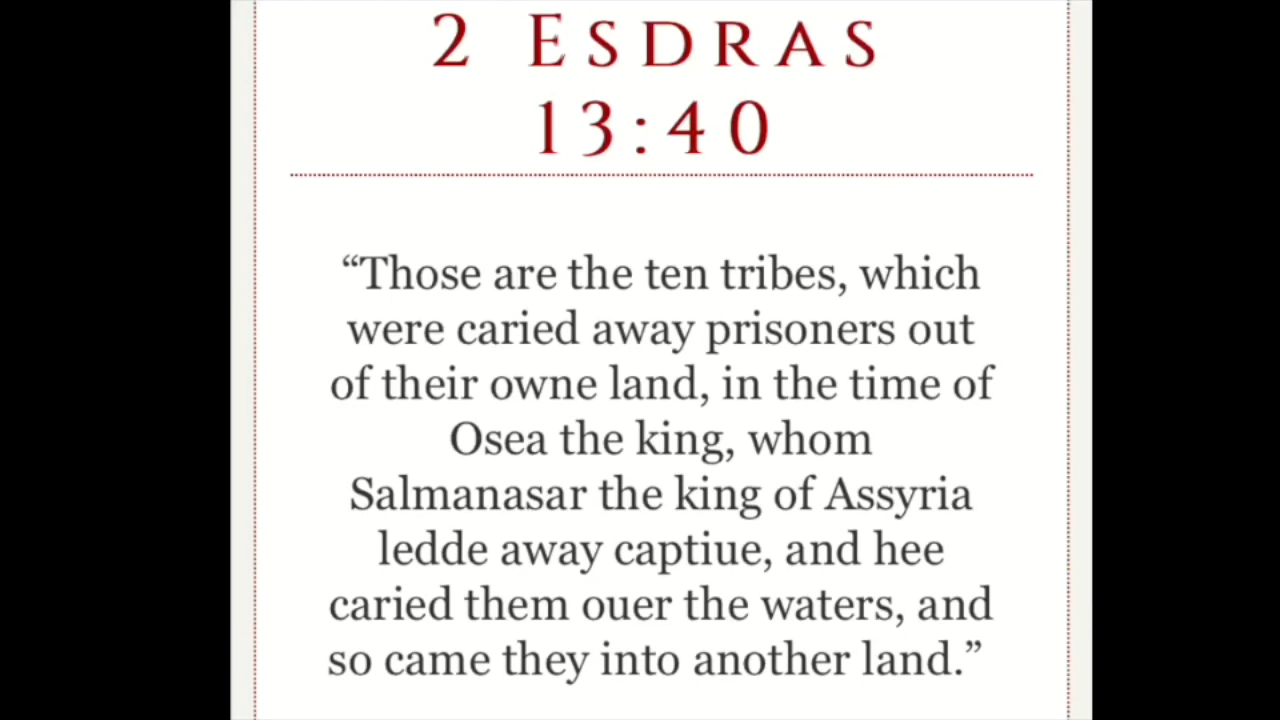 2 ESDRAS
13:40
“Those are the ten tribes, which
were caried away prisoners out
of their owne land, in the time of
Osea the king, whom
Salmanasar the king of Assyria
ledde away captiue, and hee
caried them ouer the waters, and
so came they into another land.”